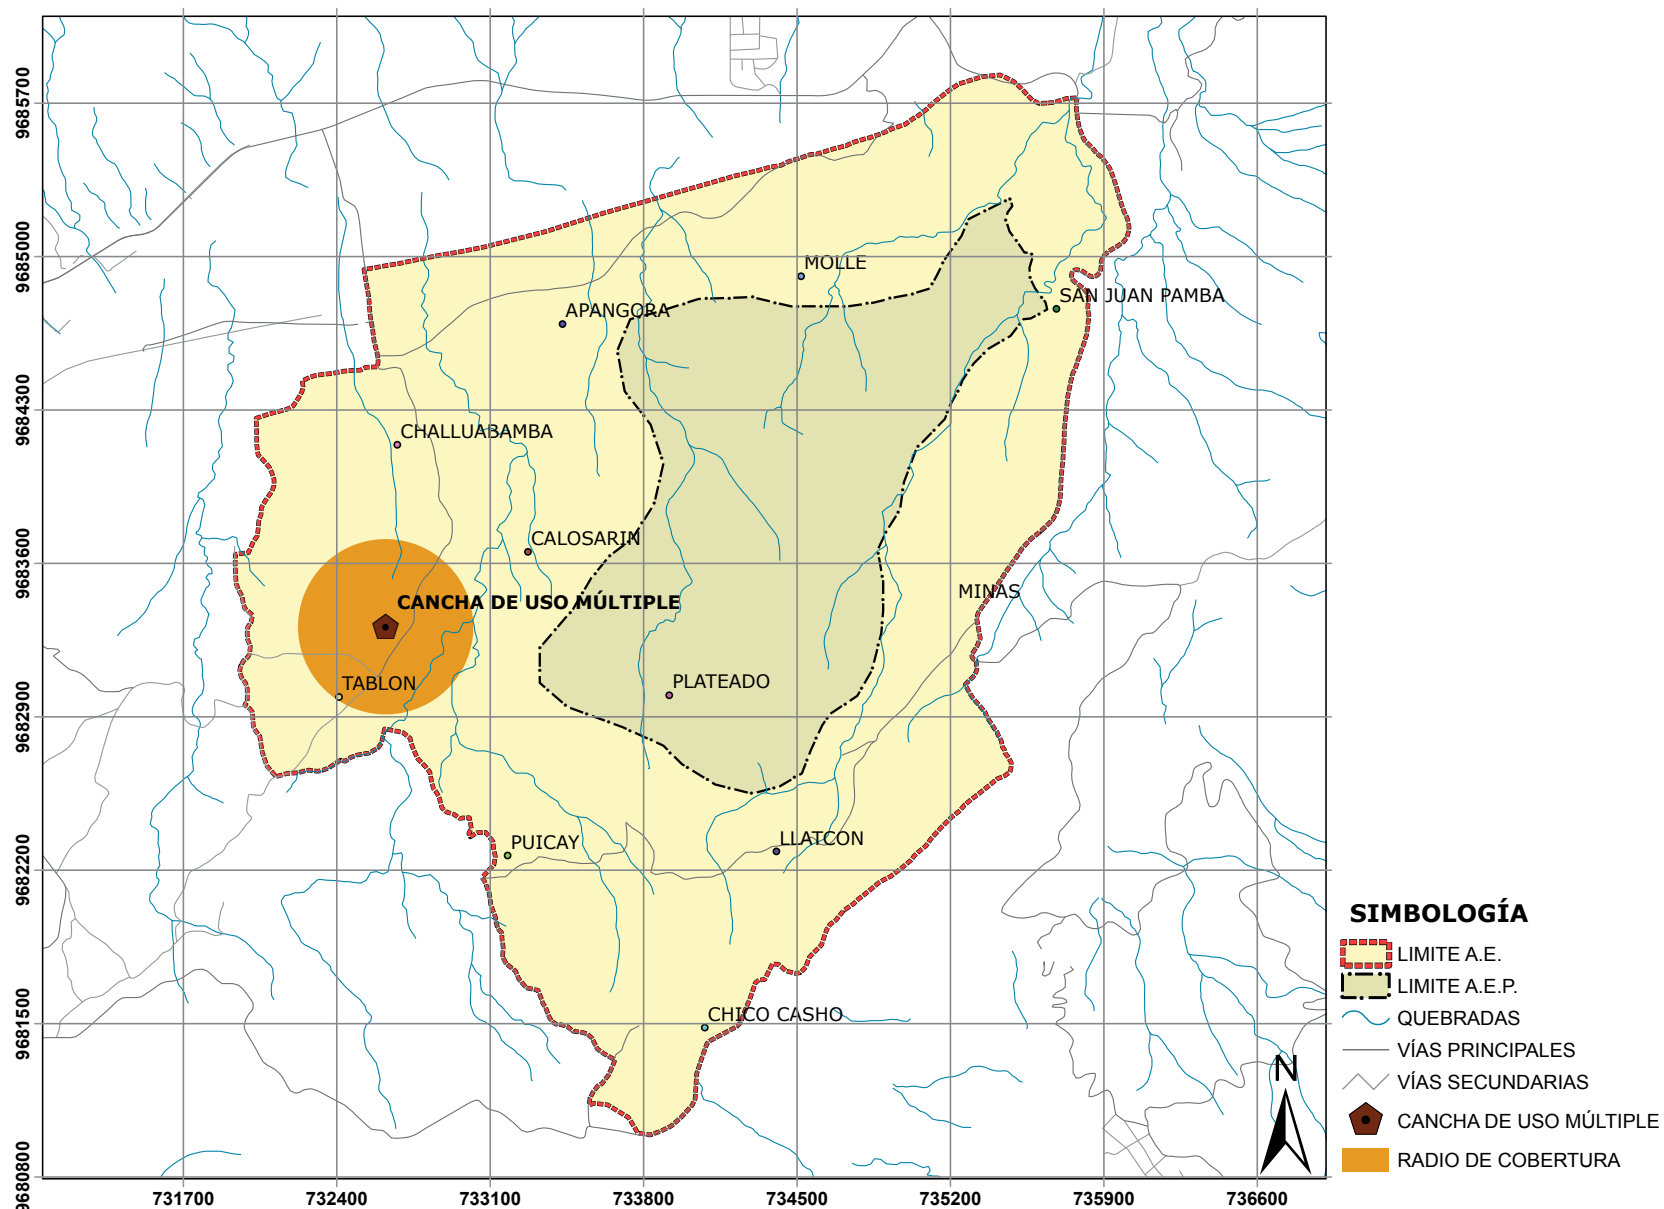 9685700
9685000
9684300
9683600
9682900
9682200
9681500
9680800
MOLLE
SAN JUAN PAMBA
APANGORA
CHALLUABAMBA
CALOSARIN
MINAS
CANCHA DE USO MÚLTIPLE
TABLON
PLATEADO
PUICAY
LLATCON
CHICO CASHO
731700
732400
733100
733800
734500
735200
735900
736600
SIMBOLOGÍA
LIMITE A.E.
LIMITE A.E.P.
QUEBRADAS
VÍAS PRINCIPALES
VÍAS SECUNDARIAS
CANCHA DE USO MÚLTIPLE
RADIO DE COBERTURA
N